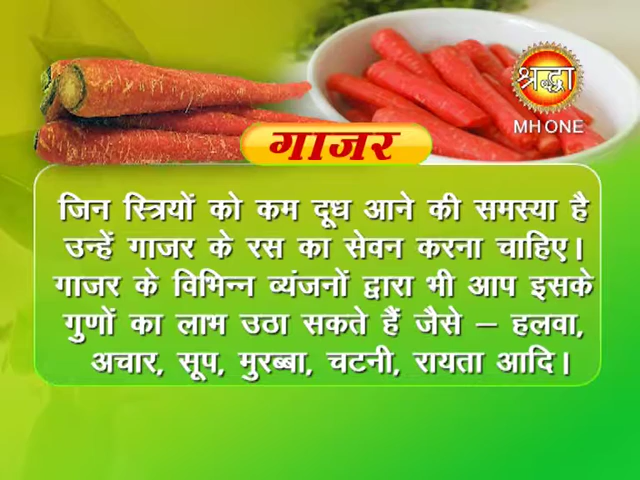 श्रद्धा
MH ONE
गाजर
जिन स्त्रियों को कम दूध आने की समस्या है
उन्हें गाजर के रस का सेवन करना चाहिए।
गाजर के विभिन्न व्यंजनों द्वारा भी आप इसके
गुणों का लाभ उठा सकते हैं जैसे – हलवा,
अचार, सूप, मुरब्बा, चटनी, रायता आदि।